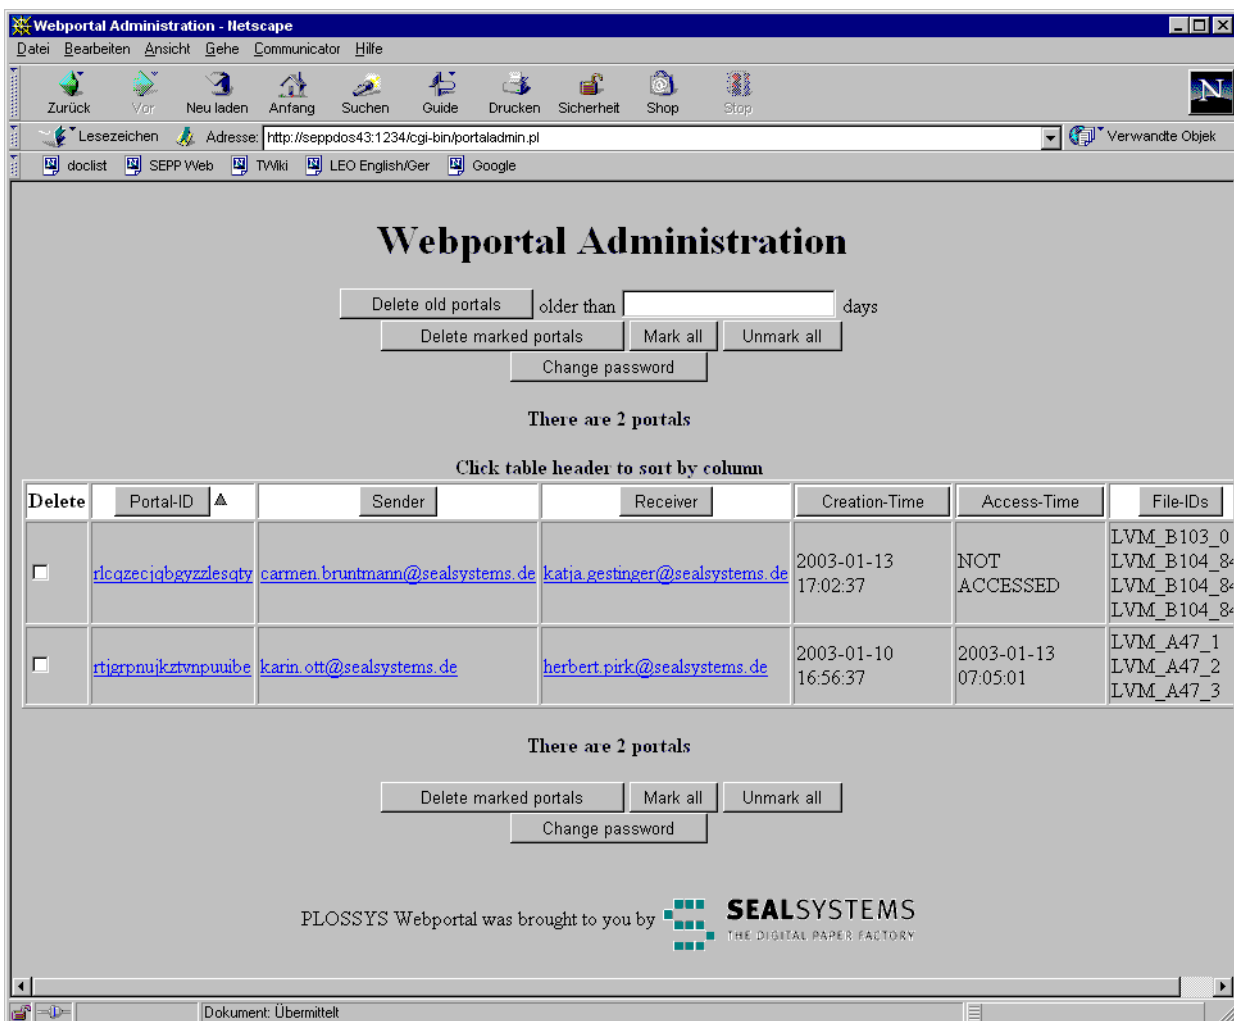 Webportal Administration - Netscape
Datei Bearbeiten Ansicht Gehe Communicator Hilfe
Zurück Vor Neu laden Anfang Suchen Guide Drucken Sicherheit Shop Stop
N
Lesezeichen Adresse: http://seppdos43:1234/cgi-bin/portaladmin.pl Verwandte Objek
doclist SEPP Web TWiki LEO English/Ger Google
Webportal Administration
Delete old portals older than days
Delete marked portals Mark all Unmark all
Change password
There are 2 portals
Click table header to sort by column
Delete Portal-ID Sender Receiver Creation-Time Access-Time File-IDs
rlcqzecjqbgyzzlesqty carmen.bruntmann@sealsystems.de katja.gestinger@sealsystems.de
2003-01-13
17:02:37
NOT
ACCESSED
LVM_B103_0
LVM_B104_84
LVM_B104_84
LVM_B104_84
rtjgrpnujkztvnpuuibe karin.ott@sealsystems.de herbert.pirk@sealsystems.de
2003-01-10
16:56:37
2003-01-13
07:05:01
LVM_A47_1
LVM_A47_2
LVM_A47_3
There are 2 portals
Delete marked portals Mark all Unmark all
Change password
PLOSSYS Webportal was brought to you by
SEALSYSTEMS
THE DIGITAL PAPER FACTORY
Dokument: Übermittelt